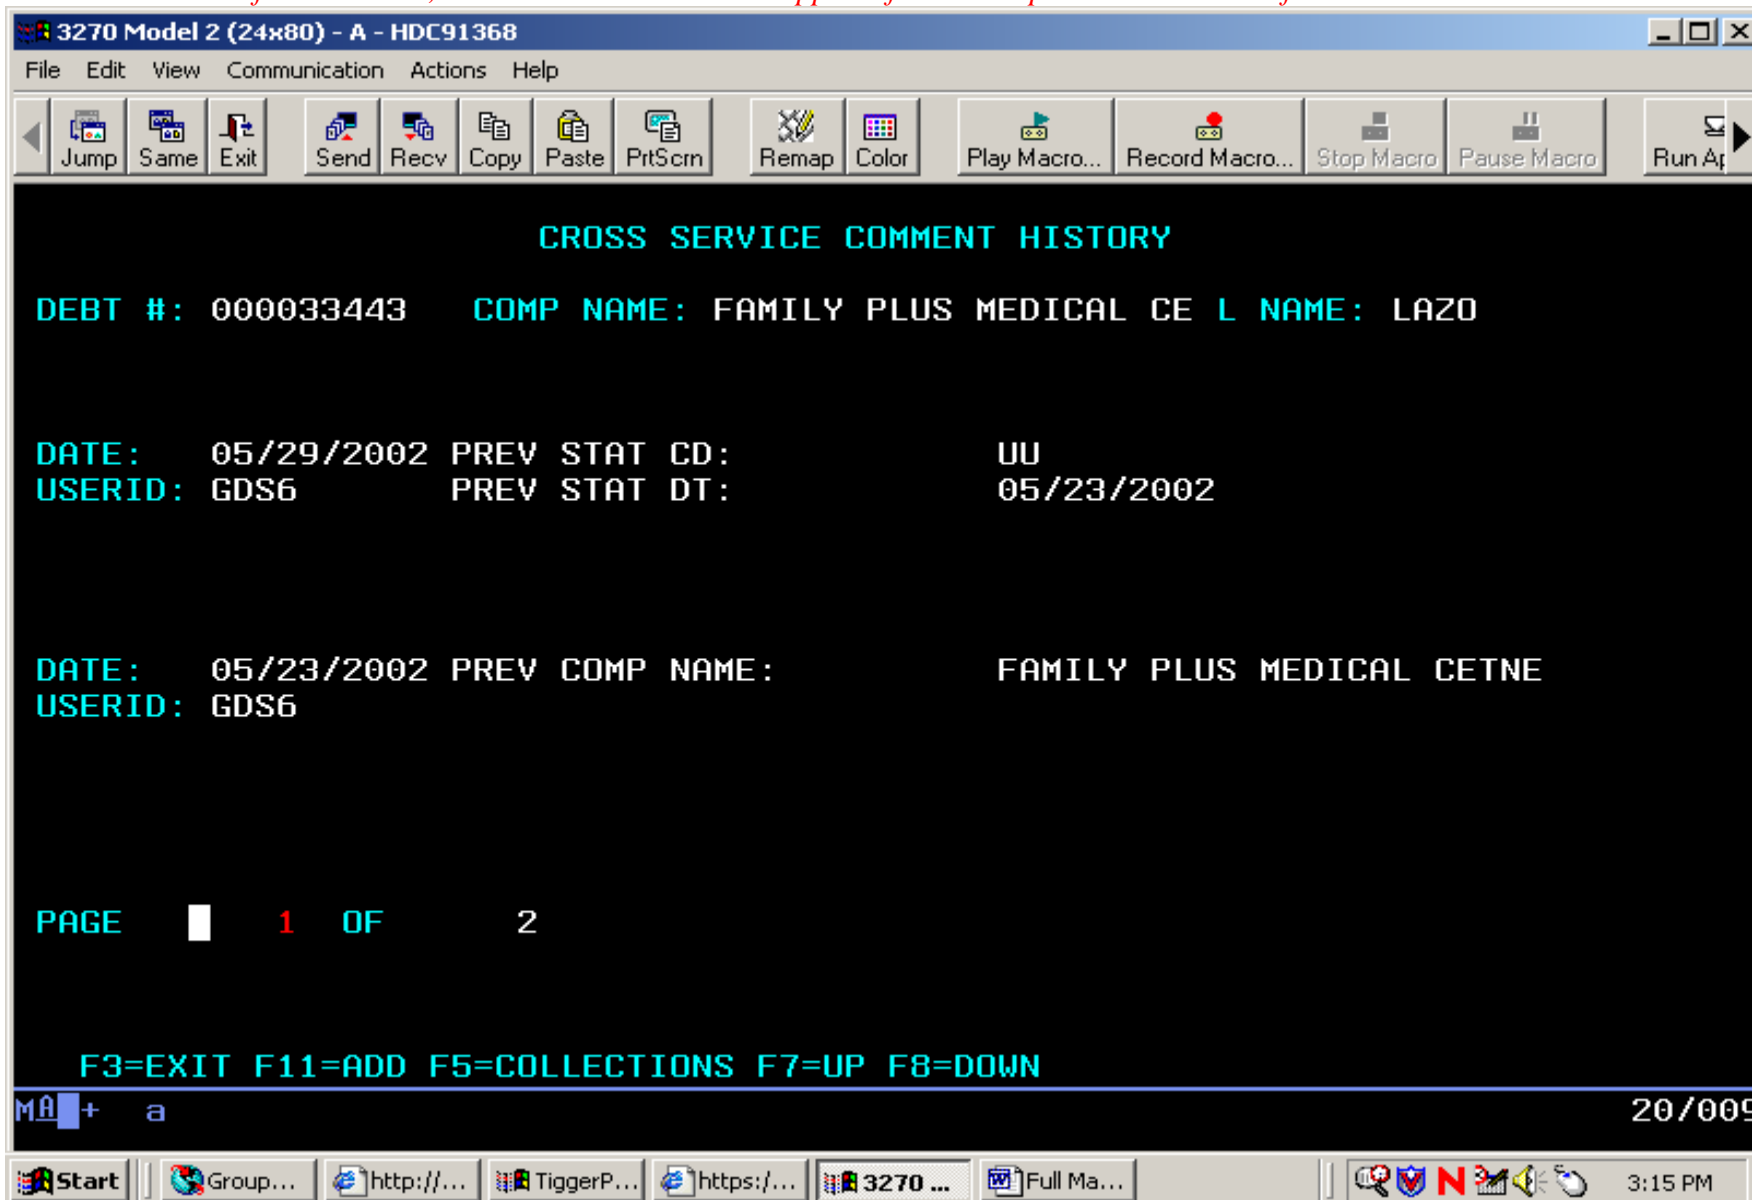 3270 Model 2 (24x80) - A - HDC91368
File Edit View Communication Actions Help
Jump Same Exit Send Recv Copy Paste PrtScrn Remap Color Play Macro... Record Macro... Stop Macro Pause Macro Run Ap
CROSS SERVICE COMMENT HISTORY
DEBT #: 000033443 COMP NAME: FAMILY PLUS MEDICAL CE L NAME: LAZO
DATE: 05/29/2002 PREV STAT CD: UU
USERID: GDS6 PREV STAT DT: 05/23/2002
DATE: 05/23/2002 PREV COMP NAME: FAMILY PLUS MEDICAL CETNE
USERID: GDS6
PAGE 1 OF 2
F3=EXIT F11=ADD F5=COLLECTIONS F7=UP F8=DOWN
MA + a 20/009
Start Group... http://... TiggerP... https:/... 3270 ... Full Ma... N 3:15 PM